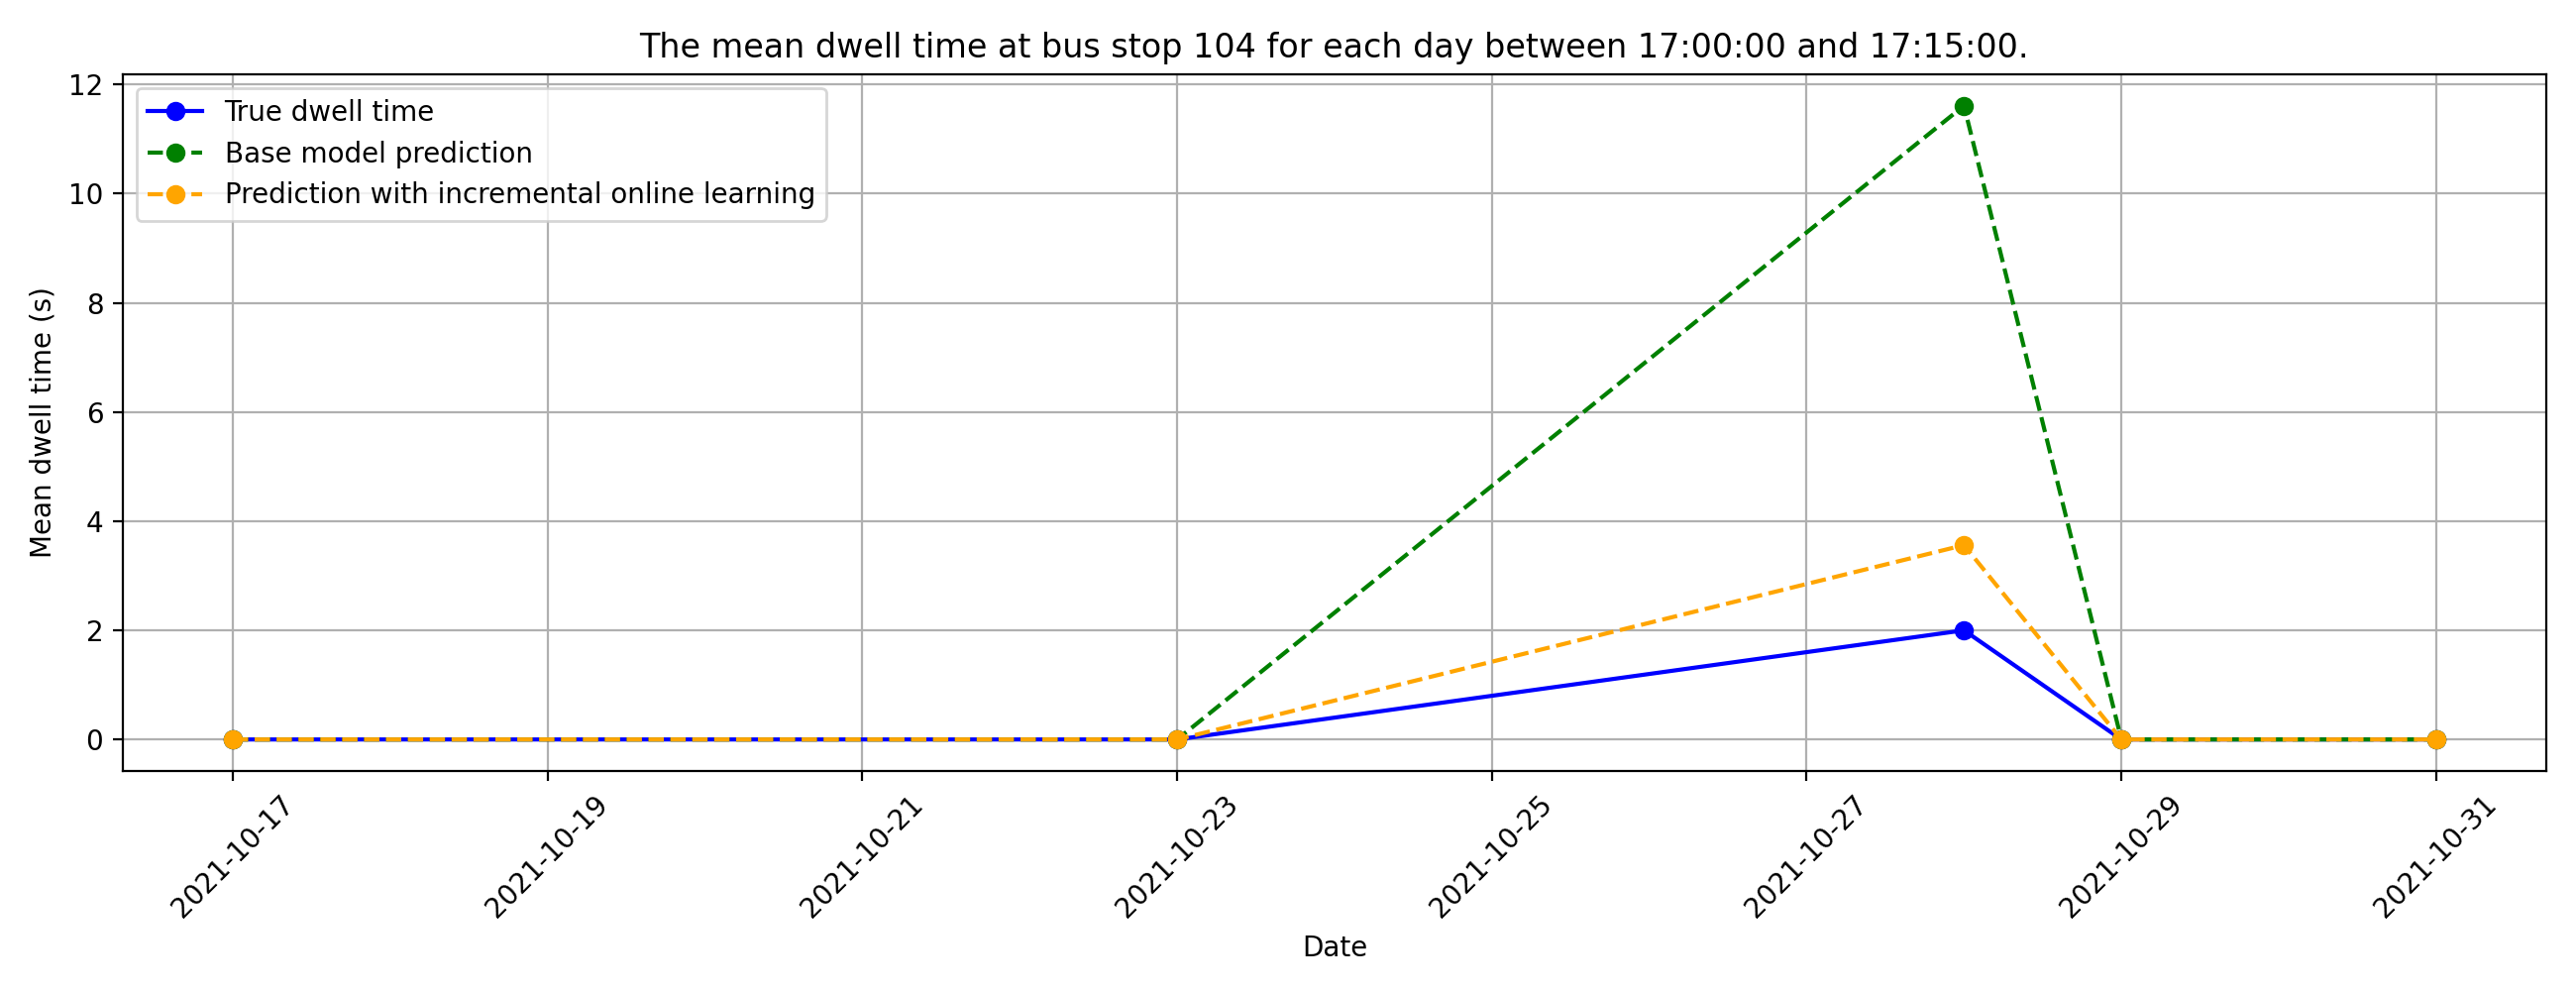 The mean dwell time at bus stop 104 for each day between 17:00:00 and 17:15:00.
True dwell time
Base model prediction
Prediction with incremental online learning
Mean dwell time (s)
12
10
8
6
4
2
0
2021-10-17
2021-10-19
2021-10-21
2021-10-23
2021-10-25
2021-10-27
2021-10-29
2021-10-31
Date